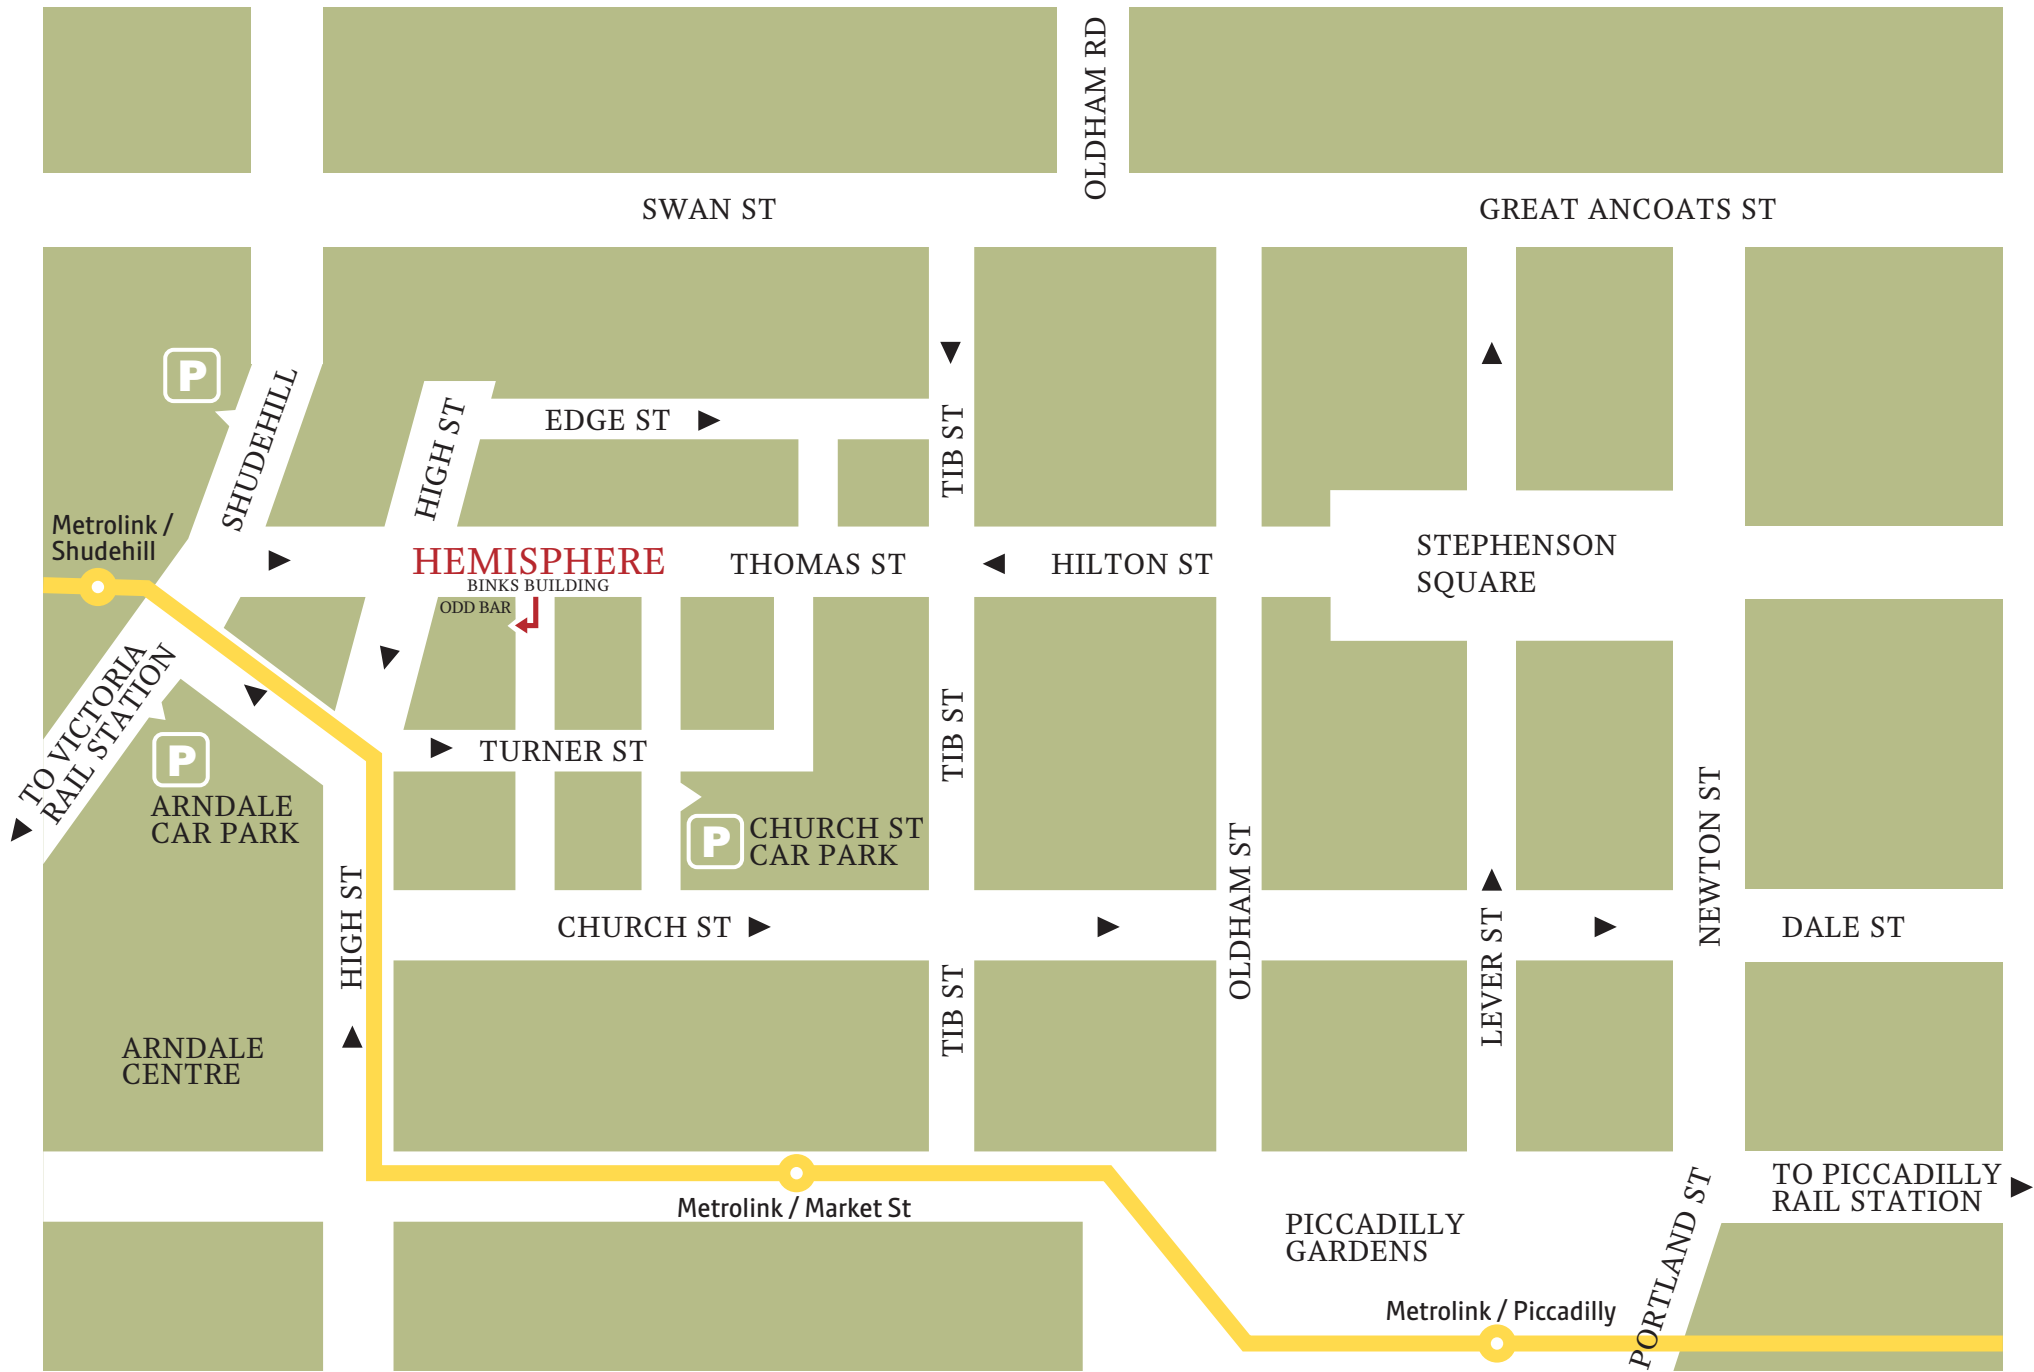 OLDHAM RD
SWAN ST
GREAT ANCOATS ST
P
SHUDEHILL
HIGH ST
EDGE ST
TIB ST
Metrolink /
Shudehill
HEMISPHERE
BINKS BUILDING
ODD BAR
THOMAS ST
HILTON ST
STEPHENSON
SQUARE
TO VICTORIA
RAIL STATION
P
ARNDALE
CAR PARK
TURNER ST
TIB ST
P
CHURCH ST
CAR PARK
NEWTON ST
HIGH ST
CHURCH ST
OLDHAM ST
LEVER ST
DALE ST
TIB ST
ARNDALE
CENTRE
Metrolink / Market St
PICCADILLY
GARDENS
PORTLAND ST
TO PICCADILLY
RAIL STATION
Metrolink / Piccadilly